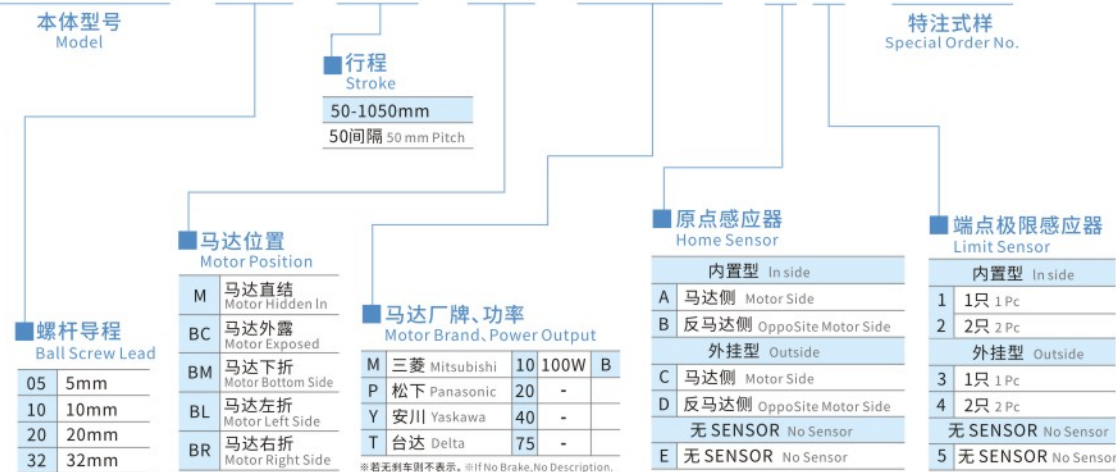 本体型号
Model
特注式样
Special Order No.
行程
Stroke
50-1050mm
50间隔 50 mm Pitch
马达位置
Motor Position
M 马达直结 Motor Hidden In
BC 马达外露 Motor Exposed
BM 马达下折 Motor Bottom Side
BL 马达左折 Motor Left Side
BR 马达右折 Motor Right Side
螺杆导程
Ball Screw Lead
05 5mm
10 10mm
20 20mm
32 32mm
马达厂牌、功率
Motor Brand、Power Output
M 三菱 Mitsubishi 10 100W B
P 松下 Panasonic 20 -
Y 安川 Yaskawa 40 -
T 台达 Delta 75 -
※若无刹车则不表示。※If No Brake,No Description.
原点感应器
Home Sensor
内置型 In side
A 马达侧 Motor Side
B 反马达侧 OppoSite Motor Side
外挂型 Outside
C 马达侧 Motor Side
D 反马达侧 OppoSite Motor Side
无 SENSOR No Sensor
E 无 SENSOR No Sensor
端点极限感应器
Limit Sensor
内置型 In side
1 1只 1 Pc
2 2只 2 Pc
外挂型 Outside
3 1只 1 Pc
4 2只 2 Pc
无 SENSOR No Sensor
5 无 SENSOR No Sensor